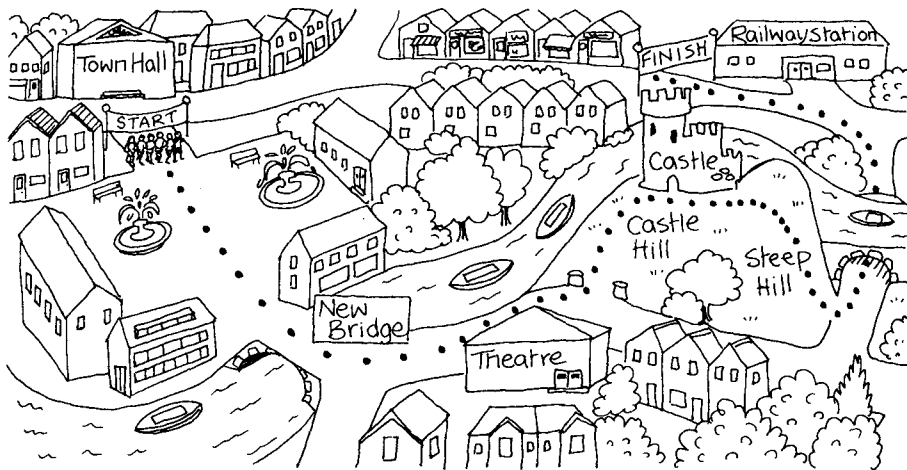 Town Hall
START
FINISH
Railway station
Castle
Castle
Hill
Steep
Hill
New
Bridge
Theatre